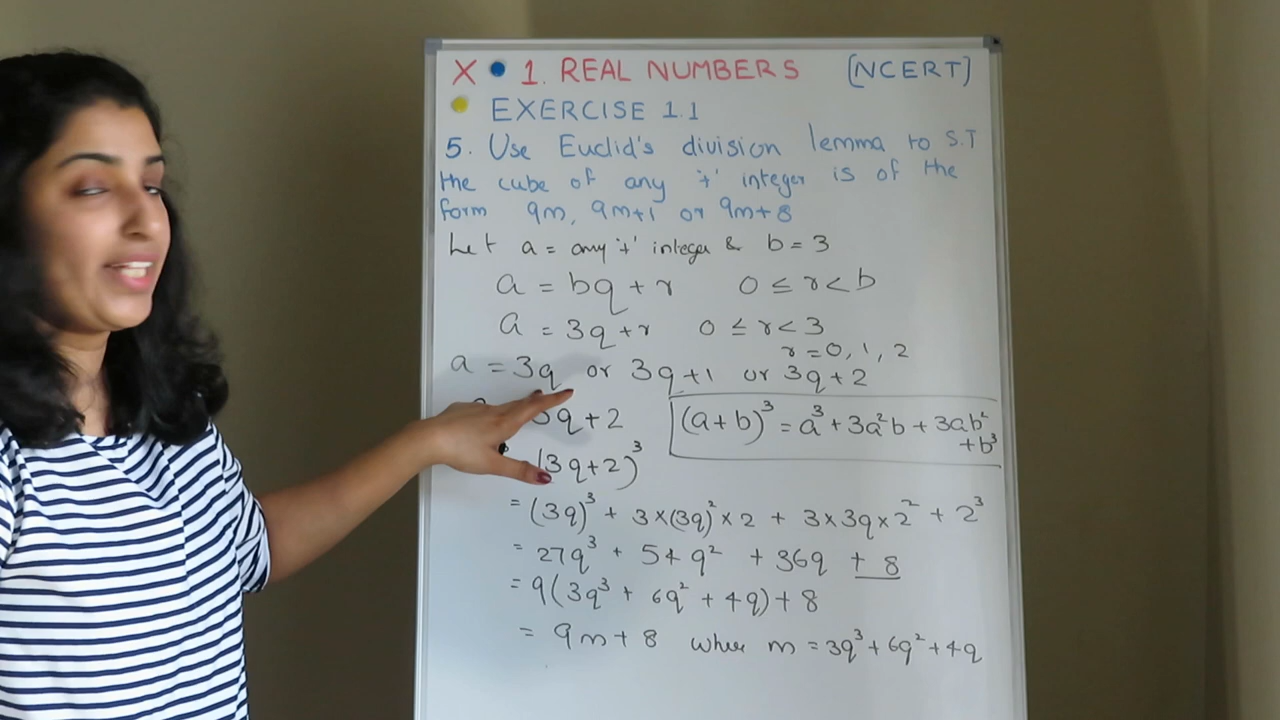 X 1. REAL NUMBERS [NCERT]
EXERCISE 1.1
5. Use Euclid's division lemma to S.T
the cube of any '+' integer is of the
form 9m, 9m+1 or 9m+8
Let a = any '+' integer & b = 3
a = bq + r 0 ≤ r < b
a = 3q + r 0 ≤ r < 3
r = 0, 1, 2
a = 3q or 3q+1 or 3q+2
3q+2
(3q+2)³
(a+b)³ = a³ + 3a²b + 3ab²
+ b³
= (3q)³ + 3×(3q)²×2 + 3×3q×2² + 2³
= 27q³ + 54q² + 36q + 8
= 9(3q³ + 6q² + 4q) + 8
= 9m + 8 where m = 3q³ + 6q² + 4q